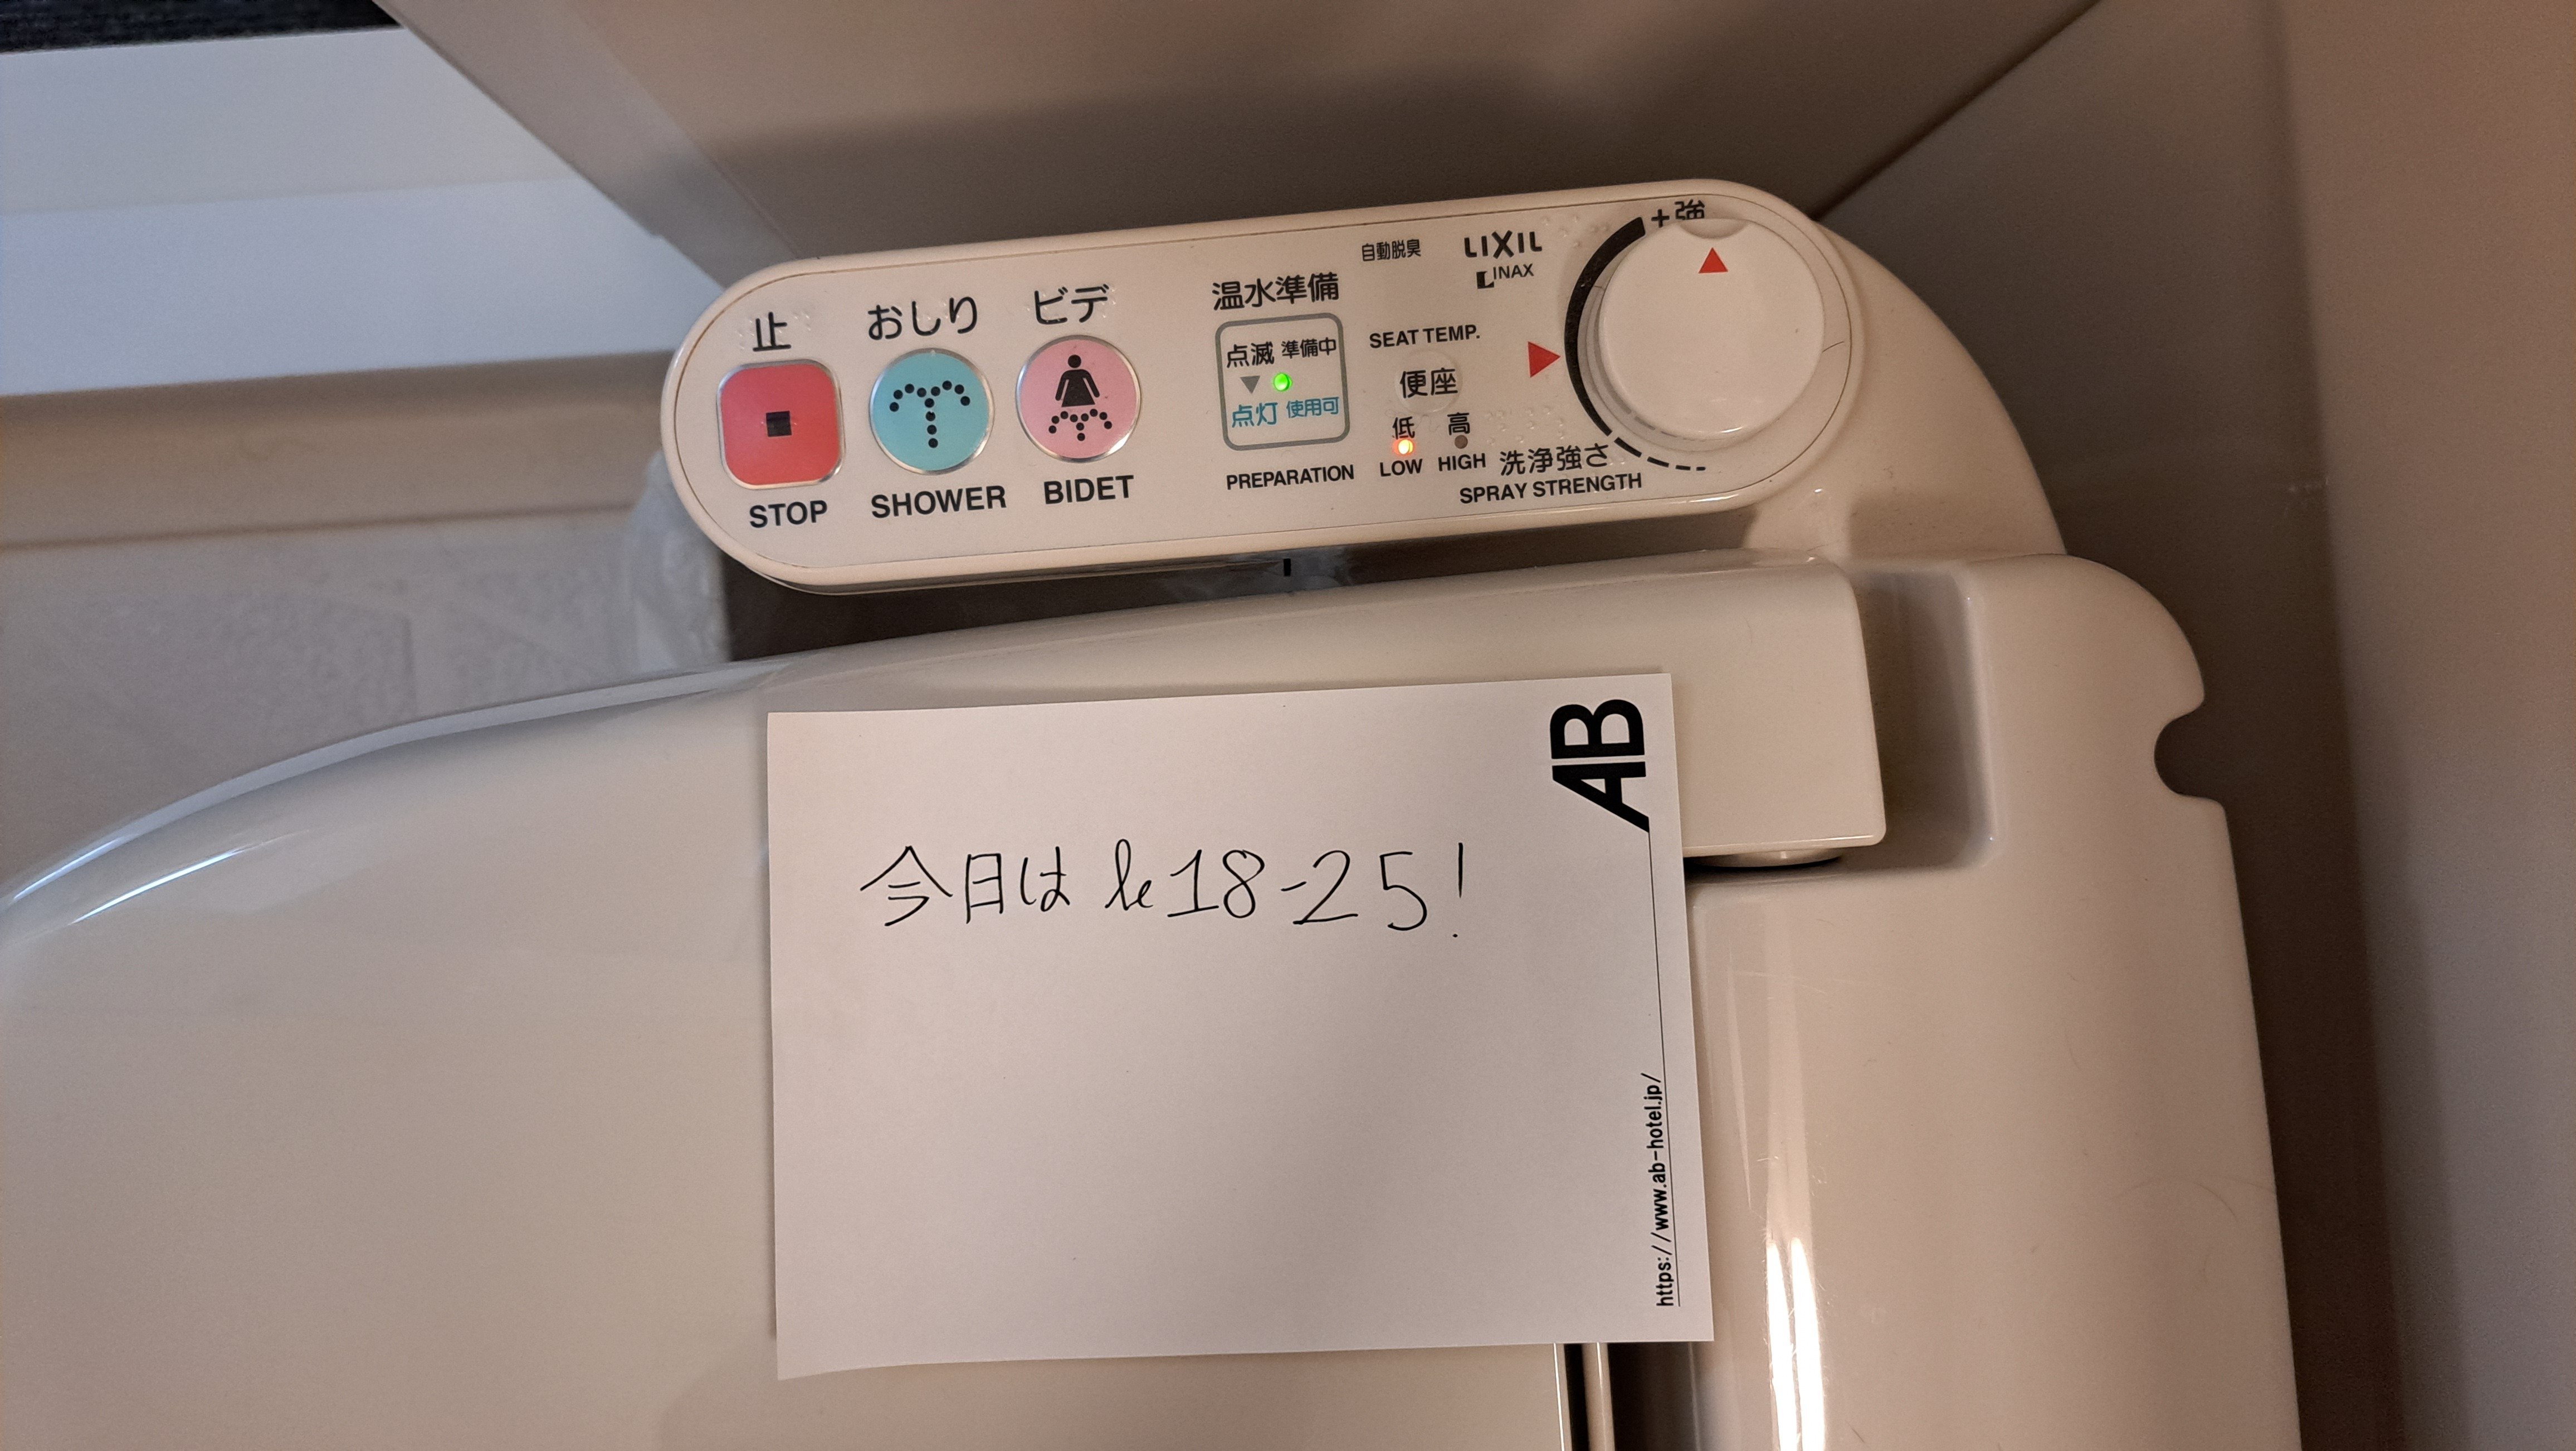 自動脱臭
LIXIL
INAX
+強
止
おしり
ビデ
温水準備
点滅 準備中
点灯 使用可
SEAT TEMP.
便座
低 高
LOW HIGH
STOP
SHOWER
BIDET
PREPARATION
洗浄強さ
SPRAY STRENGTH
AB
今日は le 18-25!
https://www.ab-hotel.jp/